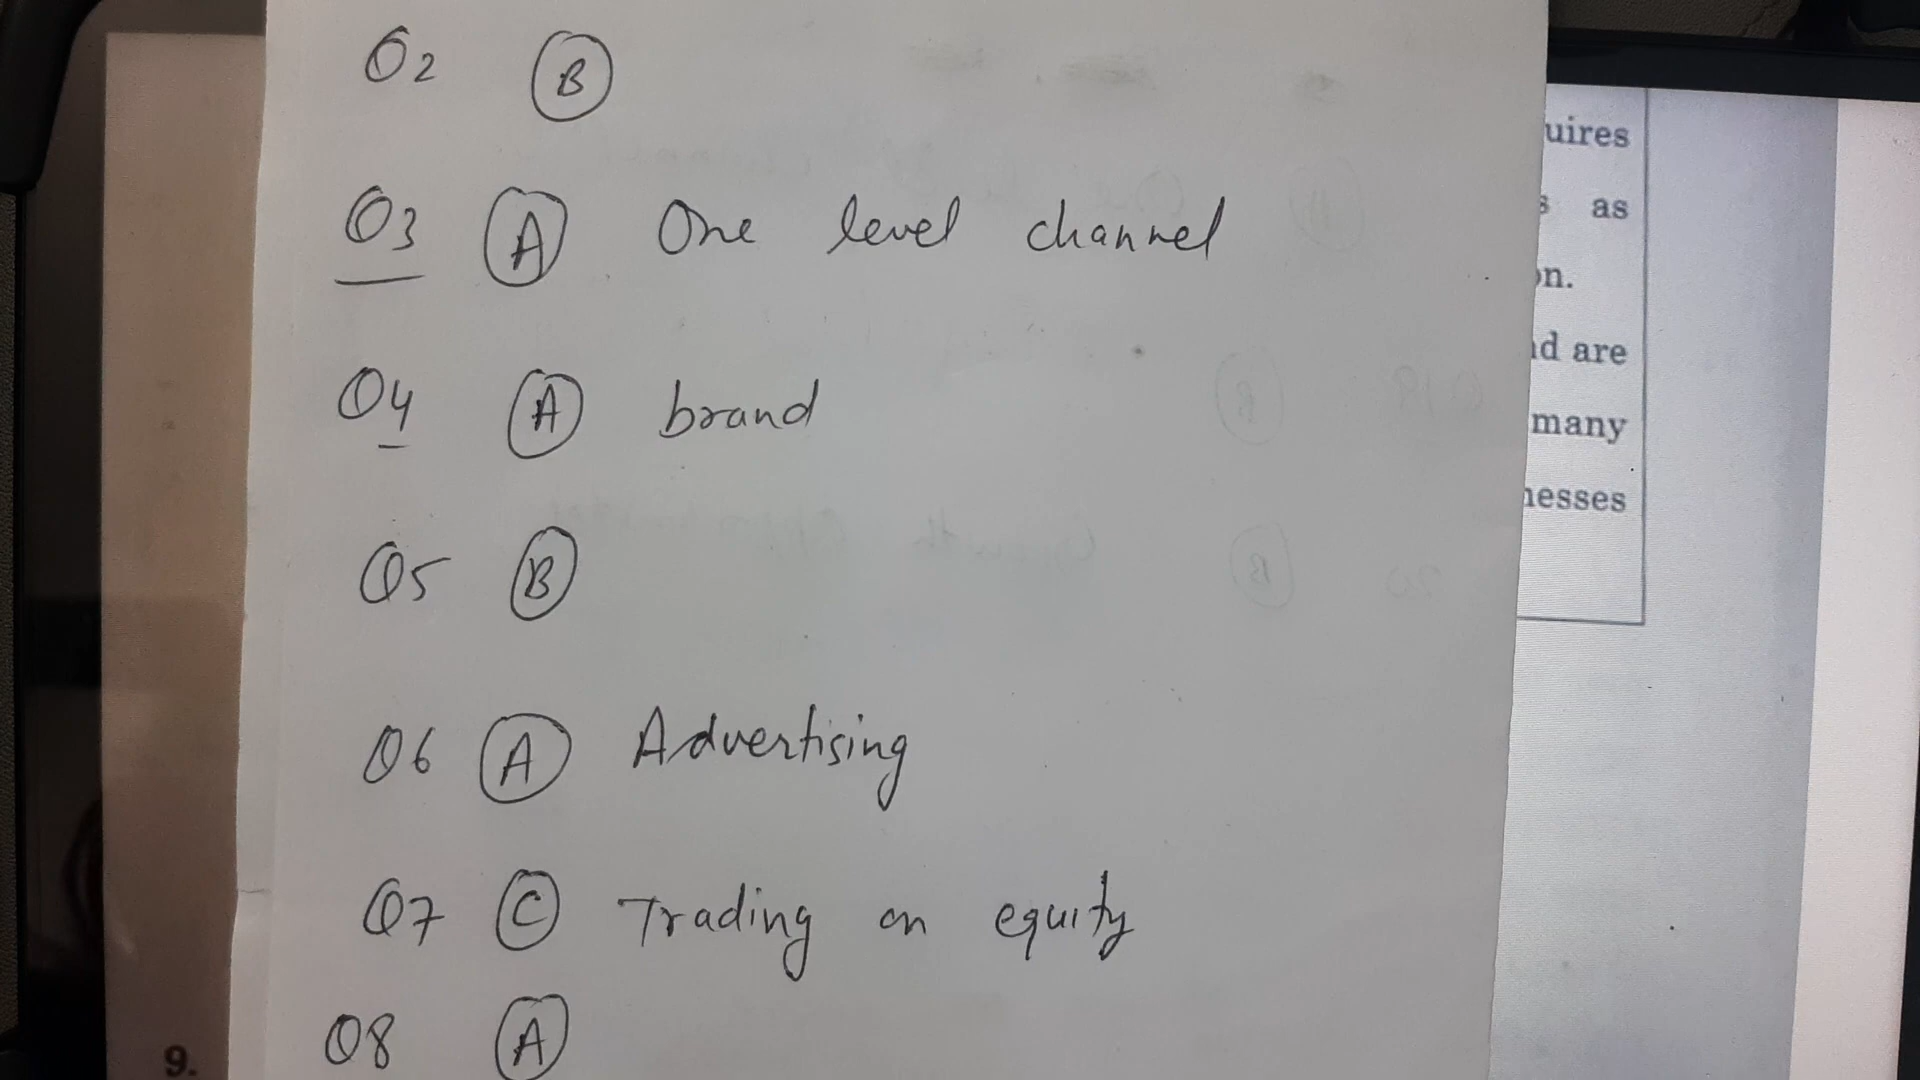 Q2 B
Q3 A One level channel
Q4 A brand
Q5 B
Q6 A Advertising
Q7 C Trading on equity
Q8 A
uires
as
on.
are
many
nesses
9.